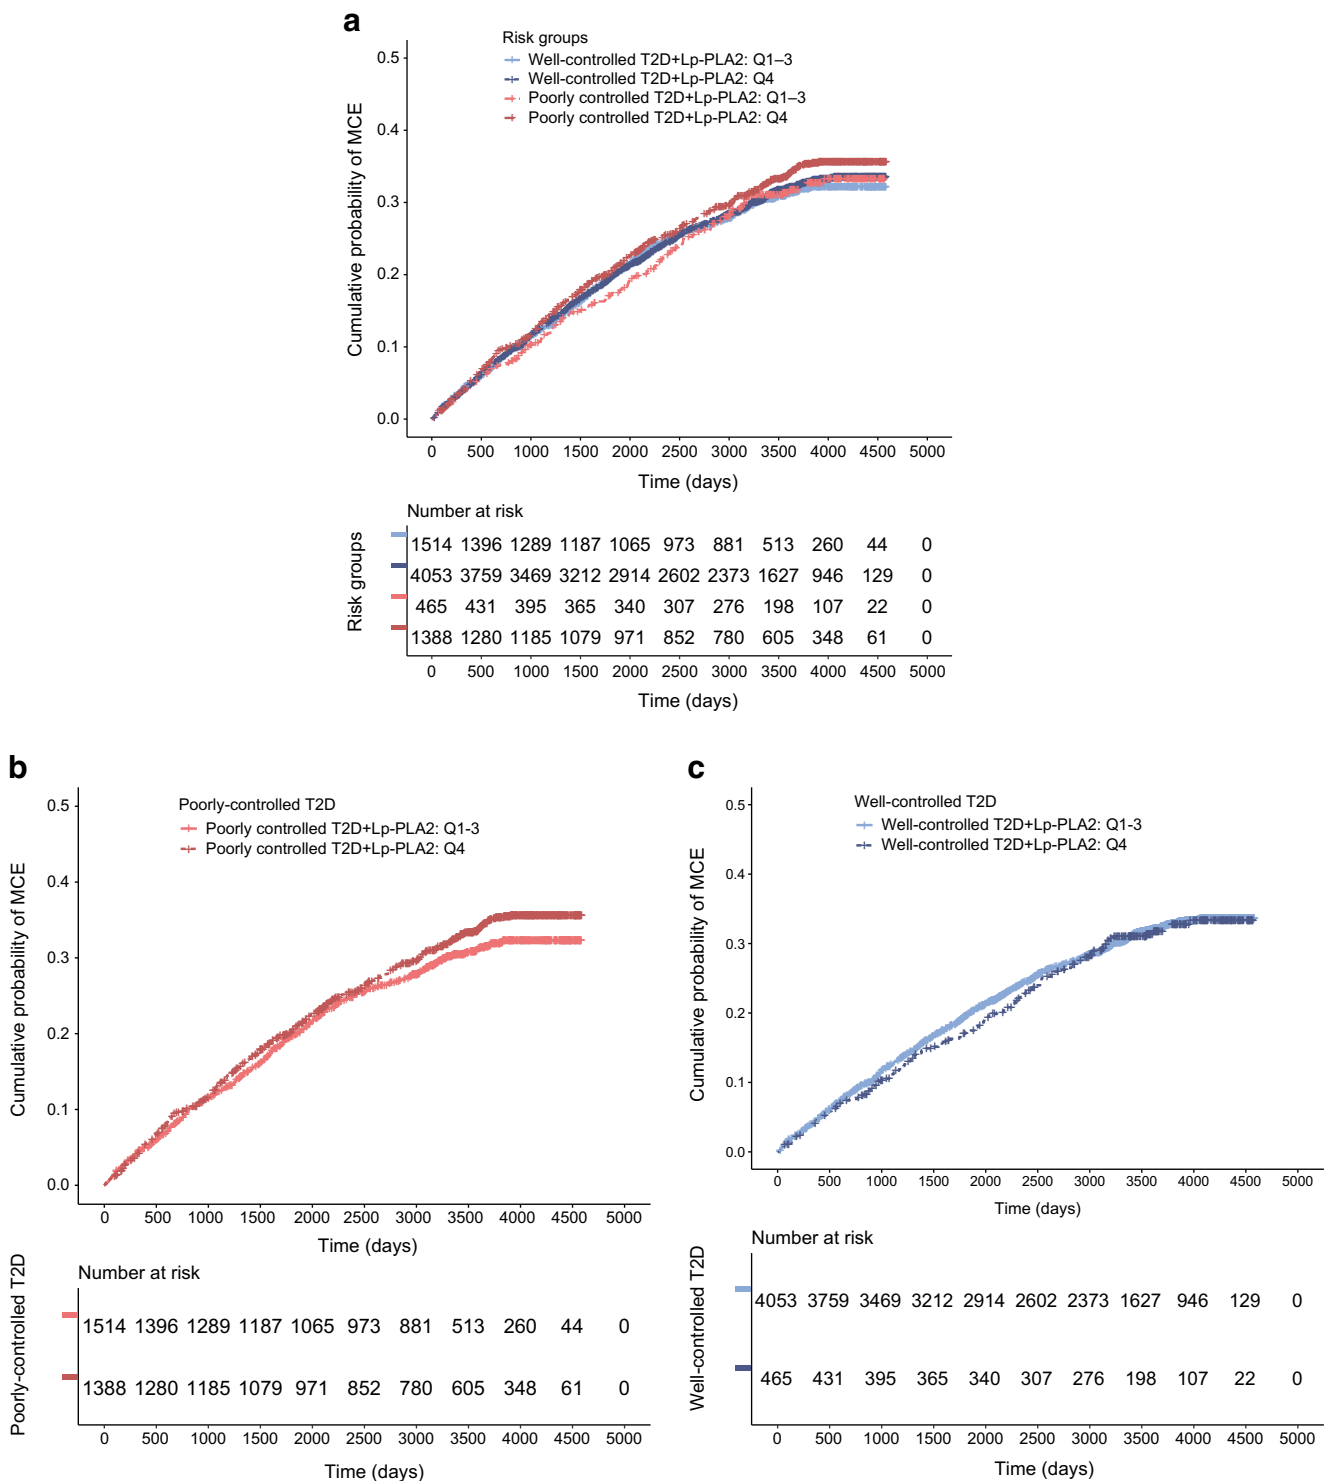 a
Risk groups
Well-controlled T2D+Lp-PLA2: Q1–3
Well-controlled T2D+Lp-PLA2: Q4
Poorly controlled T2D+Lp-PLA2: Q1–3
Poorly controlled T2D+Lp-PLA2: Q4
Cumulative probability of MCE
0.5
0.4
0.3
0.2
0.1
0.0
0 500 1000 1500 2000 2500 3000 3500 4000 4500 5000
Time (days)
Number at risk
Risk groups
1514 1396 1289 1187 1065 973 881 513 260 44 0
4053 3759 3469 3212 2914 2602 2373 1627 946 129 0
465 431 395 365 340 307 276 198 107 22 0
1388 1280 1185 1079 971 852 780 605 348 61 0
0 500 1000 1500 2000 2500 3000 3500 4000 4500 5000
Time (days)
b
Poorly-controlled T2D
Poorly controlled T2D+Lp-PLA2: Q1-3
Poorly controlled T2D+Lp-PLA2: Q4
Cumulative probability of MCE
0.5
0.4
0.3
0.2
0.1
0.0
0 500 1000 1500 2000 2500 3000 3500 4000 4500 5000
Time (days)
Number at risk
Poorly-controlled T2D
1514 1396 1289 1187 1065 973 881 513 260 44 0
1388 1280 1185 1079 971 852 780 605 348 61 0
0 500 1000 1500 2000 2500 3000 3500 4000 4500 5000
Time (days)
c
Well-controlled T2D
Well-controlled T2D+Lp-PLA2: Q1-3
Well-controlled T2D+Lp-PLA2: Q4
Cumulative probability of MCE
0.5
0.4
0.3
0.2
0.1
0.0
0 500 1000 1500 2000 2500 3000 3500 4000 4500 5000
Time (days)
Number at risk
Well-controlled T2D
4053 3759 3469 3212 2914 2602 2373 1627 946 129 0
465 431 395 365 340 307 276 198 107 22 0
0 500 1000 1500 2000 2500 3000 3500 4000 4500 5000
Time (days)